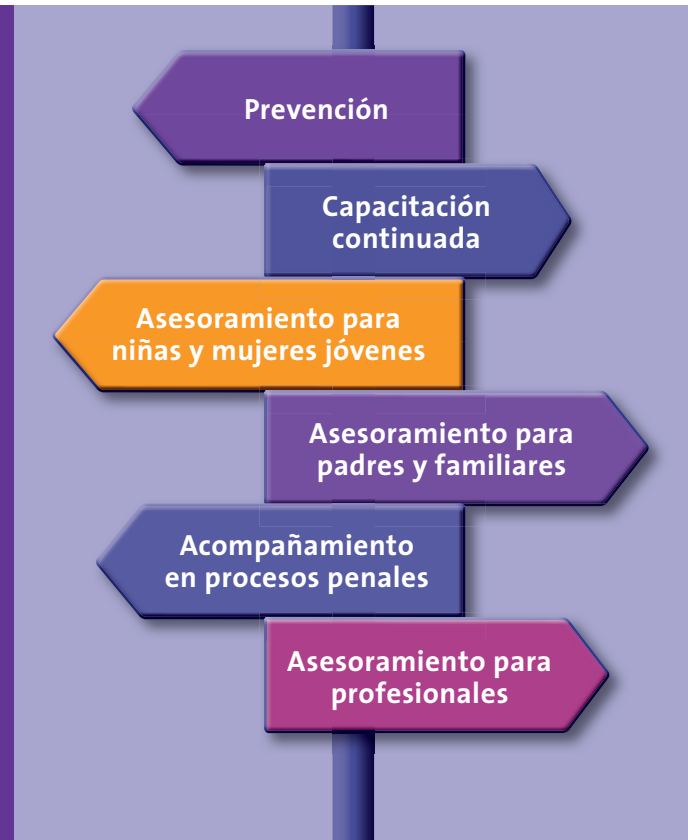 Prevención
Capacitación
continuada
Asesoramiento para
niñas y mujeres jóvenes
Asesoramiento para
padres y familiares
Acompañamiento
en procesos penales
Asesoramiento para
profesionales